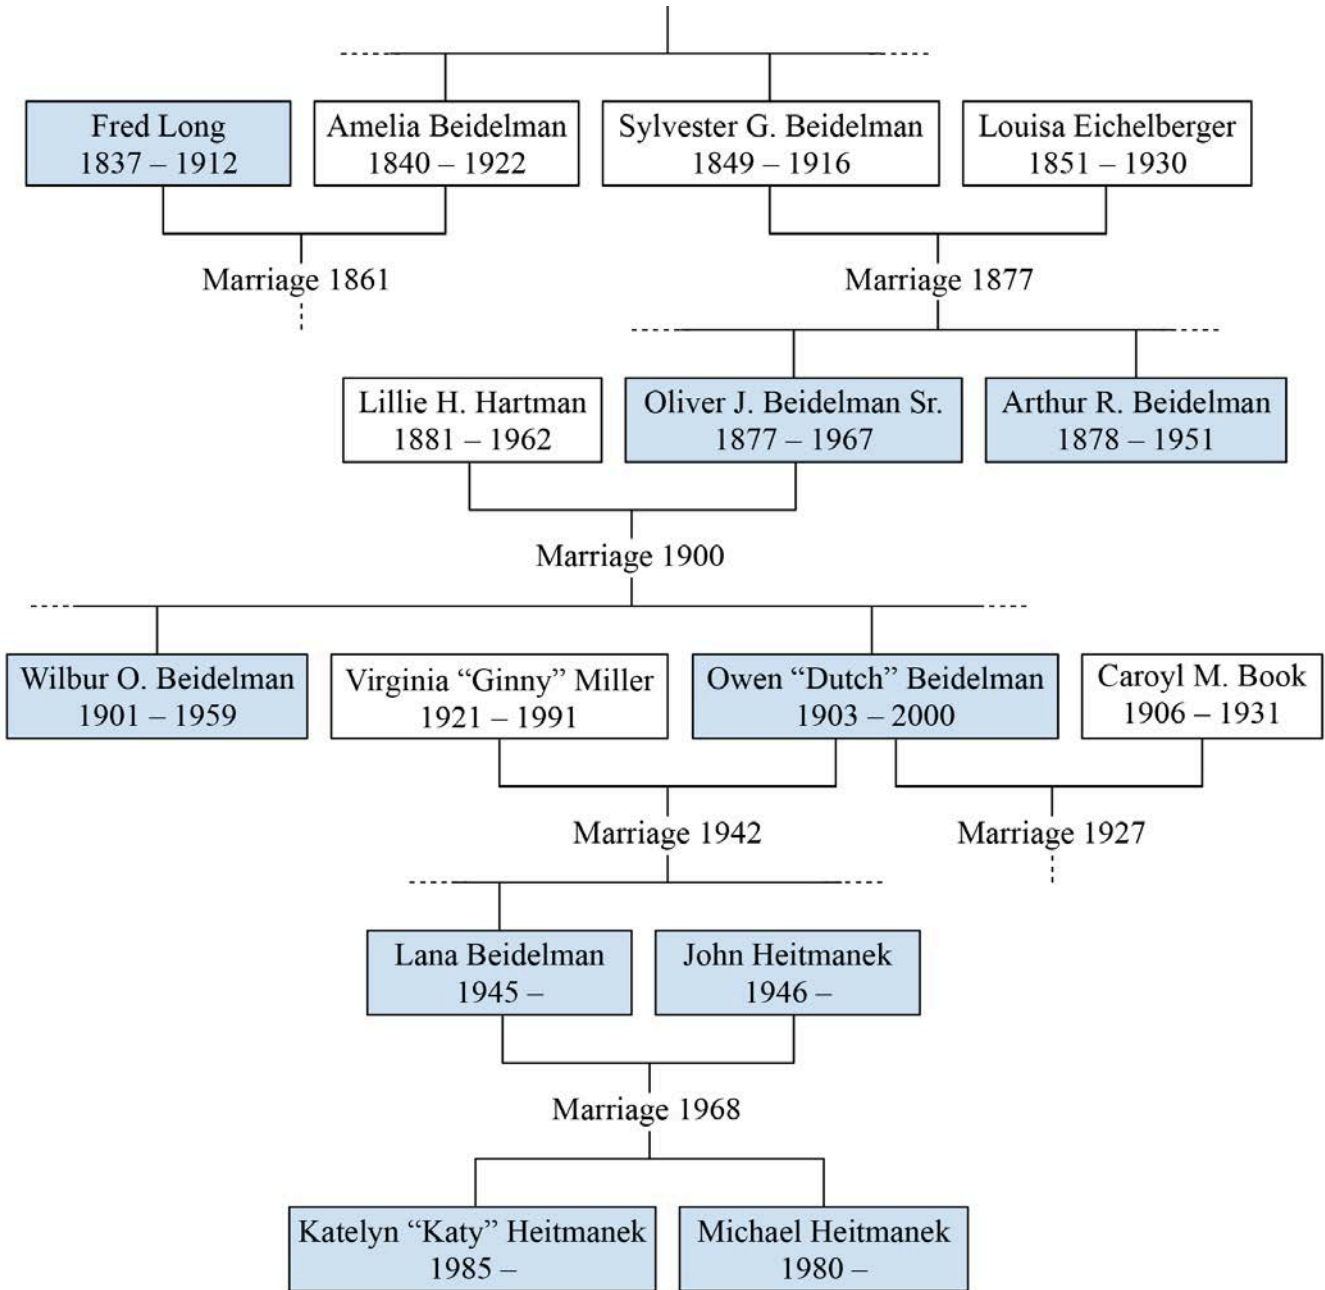 Fred Long
1837 – 1912
Amelia Beidelman
1840 – 1922
Sylvester G. Beidelman
1849 – 1916
Louisa Eichelberger
1851 – 1930
Marriage 1861
Marriage 1877
Lillie H. Hartman
1881 – 1962
Oliver J. Beidelman Sr.
1877 – 1967
Arthur R. Beidelman
1878 – 1951
Marriage 1900
Wilbur O. Beidelman
1901 – 1959
Virginia “Ginny” Miller
1921 – 1991
Owen “Dutch” Beidelman
1903 – 2000
Caroyl M. Book
1906 – 1931
Marriage 1942
Marriage 1927
Lana Beidelman
1945 –
John Heitmanek
1946 –
Marriage 1968
Katelyn “Katy” Heitmanek
1985 –
Michael Heitmanek
1980 –